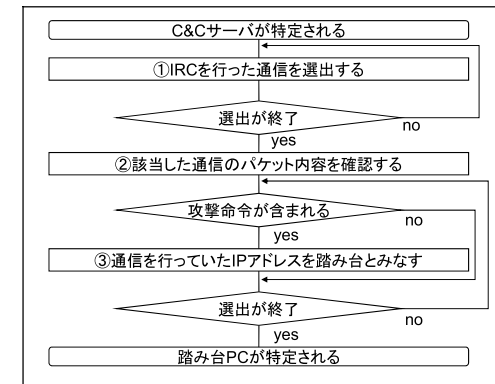 C&Cサーバが特定される
①IRCを行った通信を選出する
選出が終了
no
yes
②該当した通信のパケット内容を確認する
攻撃命令が含まれる
no
yes
③通信を行っていたIPアドレスを踏み台とみなす
選出が終了
no
yes
踏み台PCが特定される